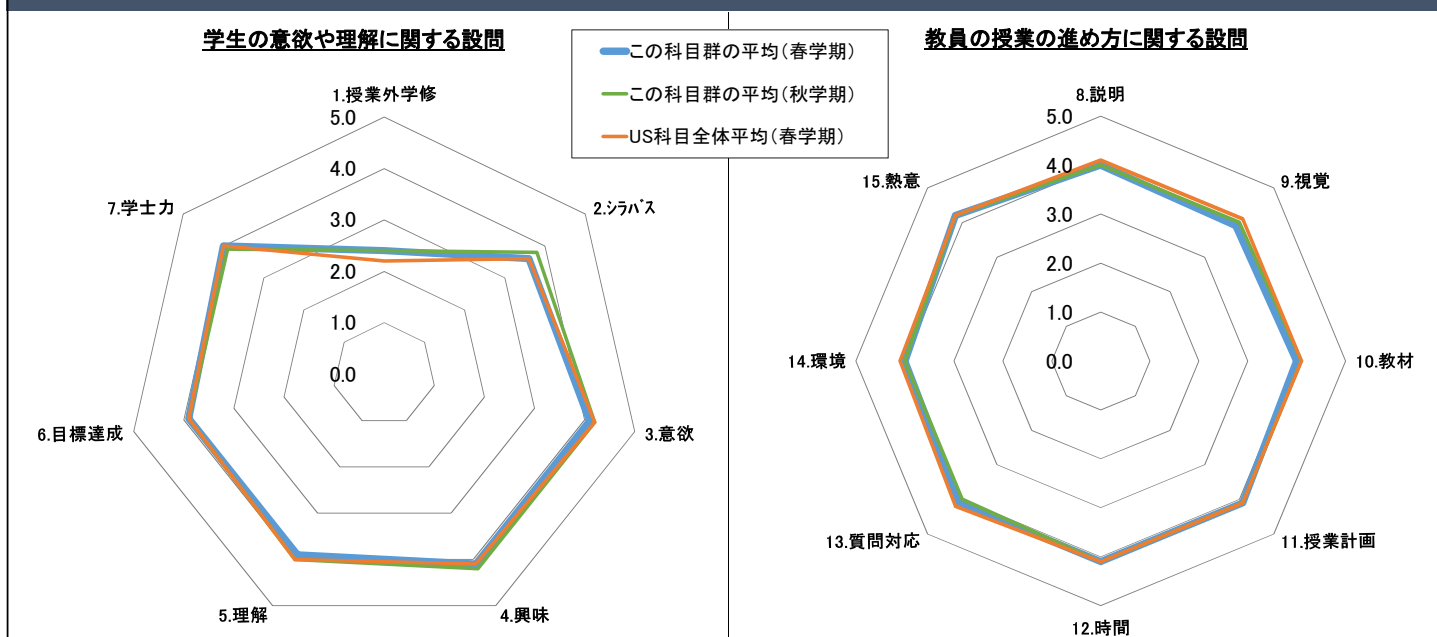 学生の意欲や理解に関する設問
この科目群の平均(春学期)
この科目群の平均(秋学期)
US科目全体平均(春学期)
教員の授業の進め方に関する設問
1.授業外学修
2.シラバス
3.意欲
4.興味
5.理解
6.目標達成
7.学士力
5.0
4.0
3.0
2.0
1.0
0.0
8.説明
9.視覚
10.教材
11.授業計画
12.時間
13.質問対応
14.環境
15.熱意
5.0
4.0
3.0
2.0
1.0
0.0